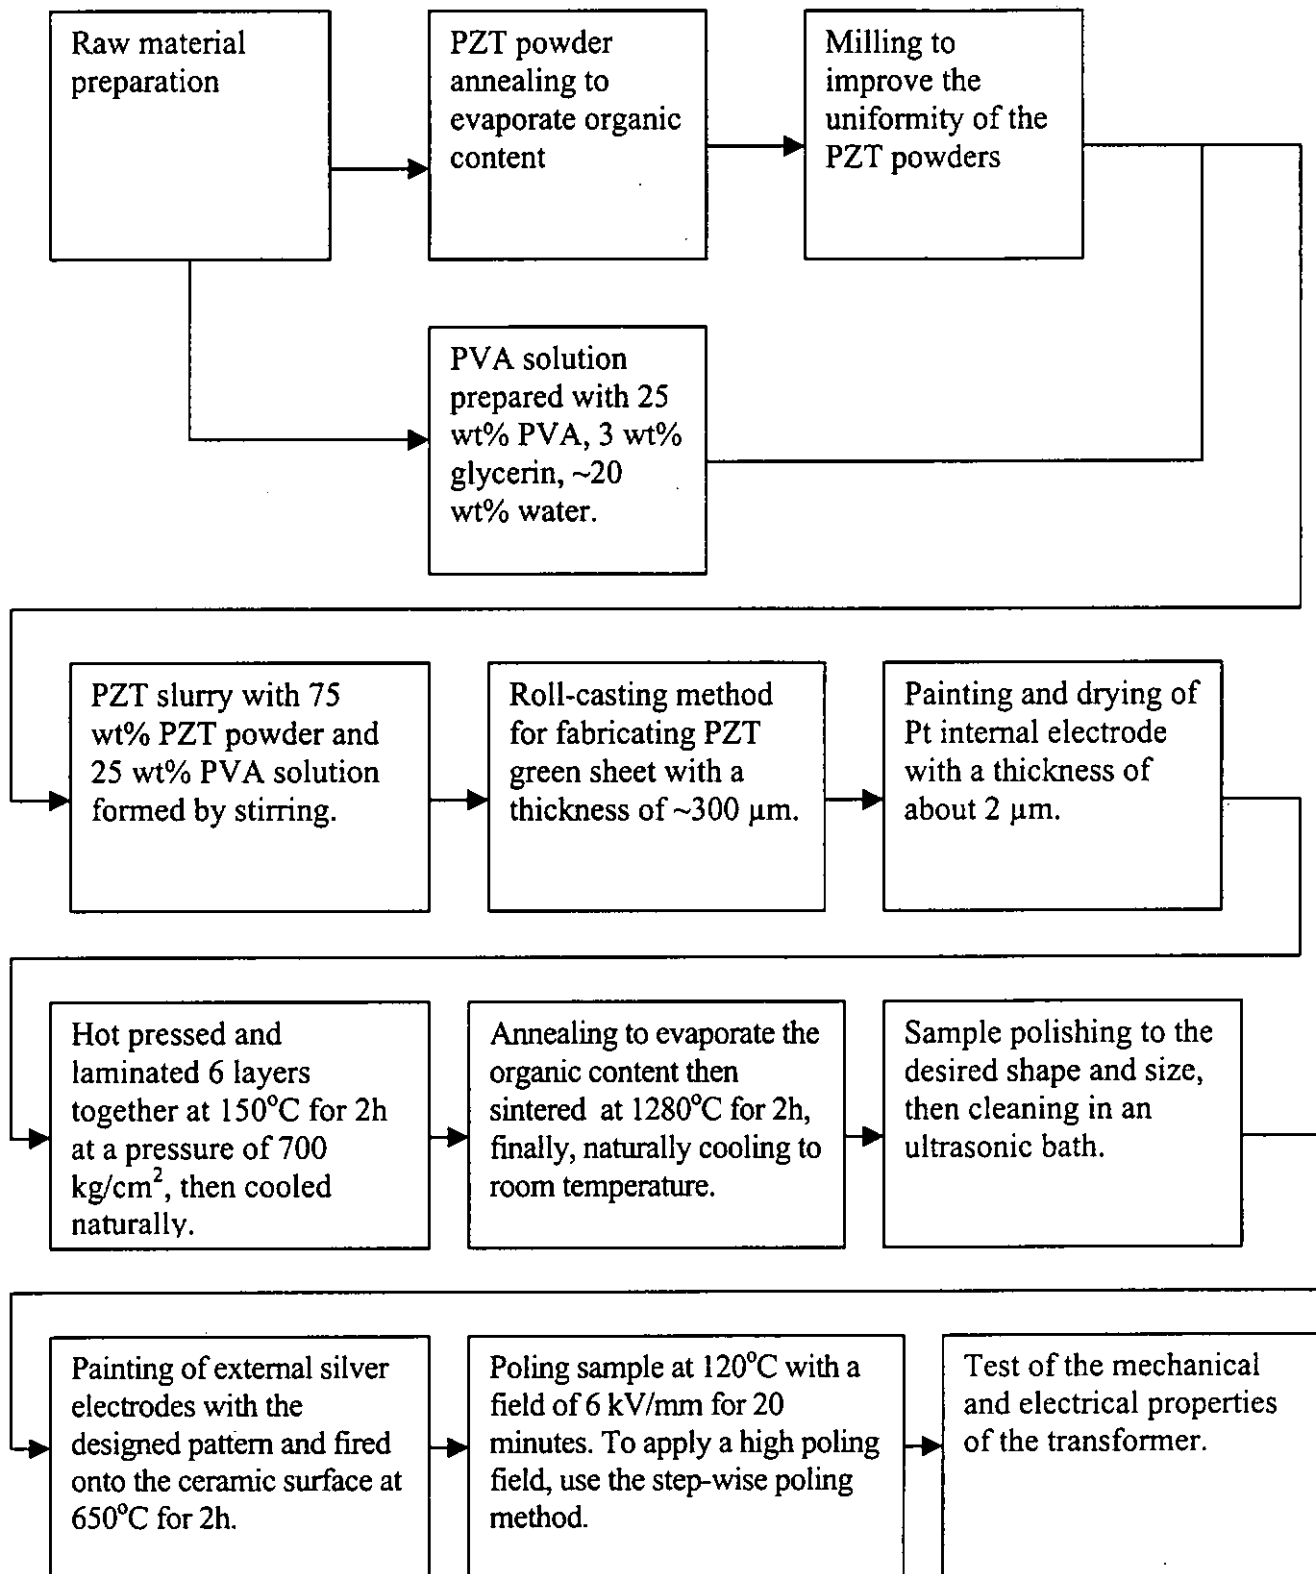 Raw material
preparation
PZT powder
annealing to
evaporate organic
content
Milling to
improve the
uniformity of the
PZT powders
PVA solution
prepared with 25
wt% PVA, 3 wt%
glycerin, ~20
wt% water.
PZT slurry with 75
wt% PZT powder and
25 wt% PVA solution
formed by stirring.
Roll-casting method
for fabricating PZT
green sheet with a
thickness of ~300 μm.
Painting and drying of
Pt internal electrode
with a thickness of
about 2 μm.
Hot pressed and
laminated 6 layers
together at 150°C for 2h
at a pressure of 700
kg/cm², then cooled
naturally.
Annealing to evaporate the
organic content then
sintered at 1280°C for 2h,
finally, naturally cooling to
room temperature.
Sample polishing to the
desired shape and size,
then cleaning in an
ultrasonic bath.
Painting of external silver
electrodes with the
designed pattern and fired
onto the ceramic surface at
650°C for 2h.
Poling sample at 120°C with a
field of 6 kV/mm for 20
minutes. To apply a high poling
field, use the step-wise poling
method.
Test of the mechanical
and electrical properties
of the transformer.